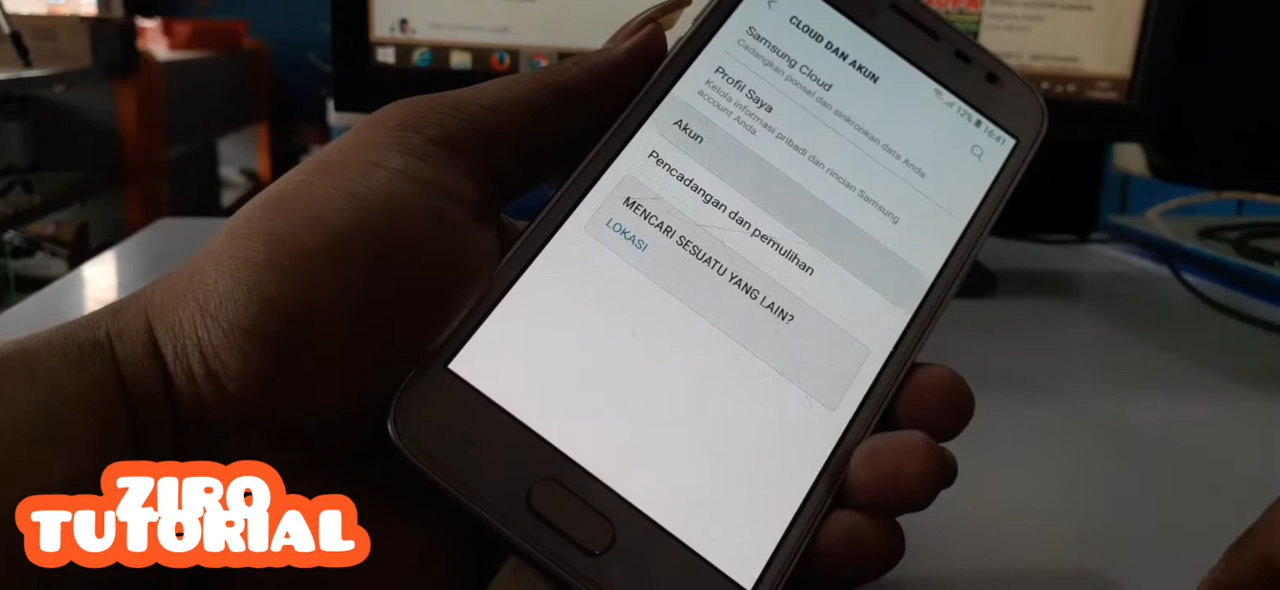 CLOUD DAN AKUN
12% 16:41
Samsung Cloud
Cadangkan ponsel dan sinkronkan data Anda.
Profil Saya
Kelola informasi pribadi dan rincian Samsung
account Anda.
Akun
Pencadangan dan pemulihan
MENCARI SESUATU YANG LAIN?
LOKASI
ZIRO
TUTORIAL